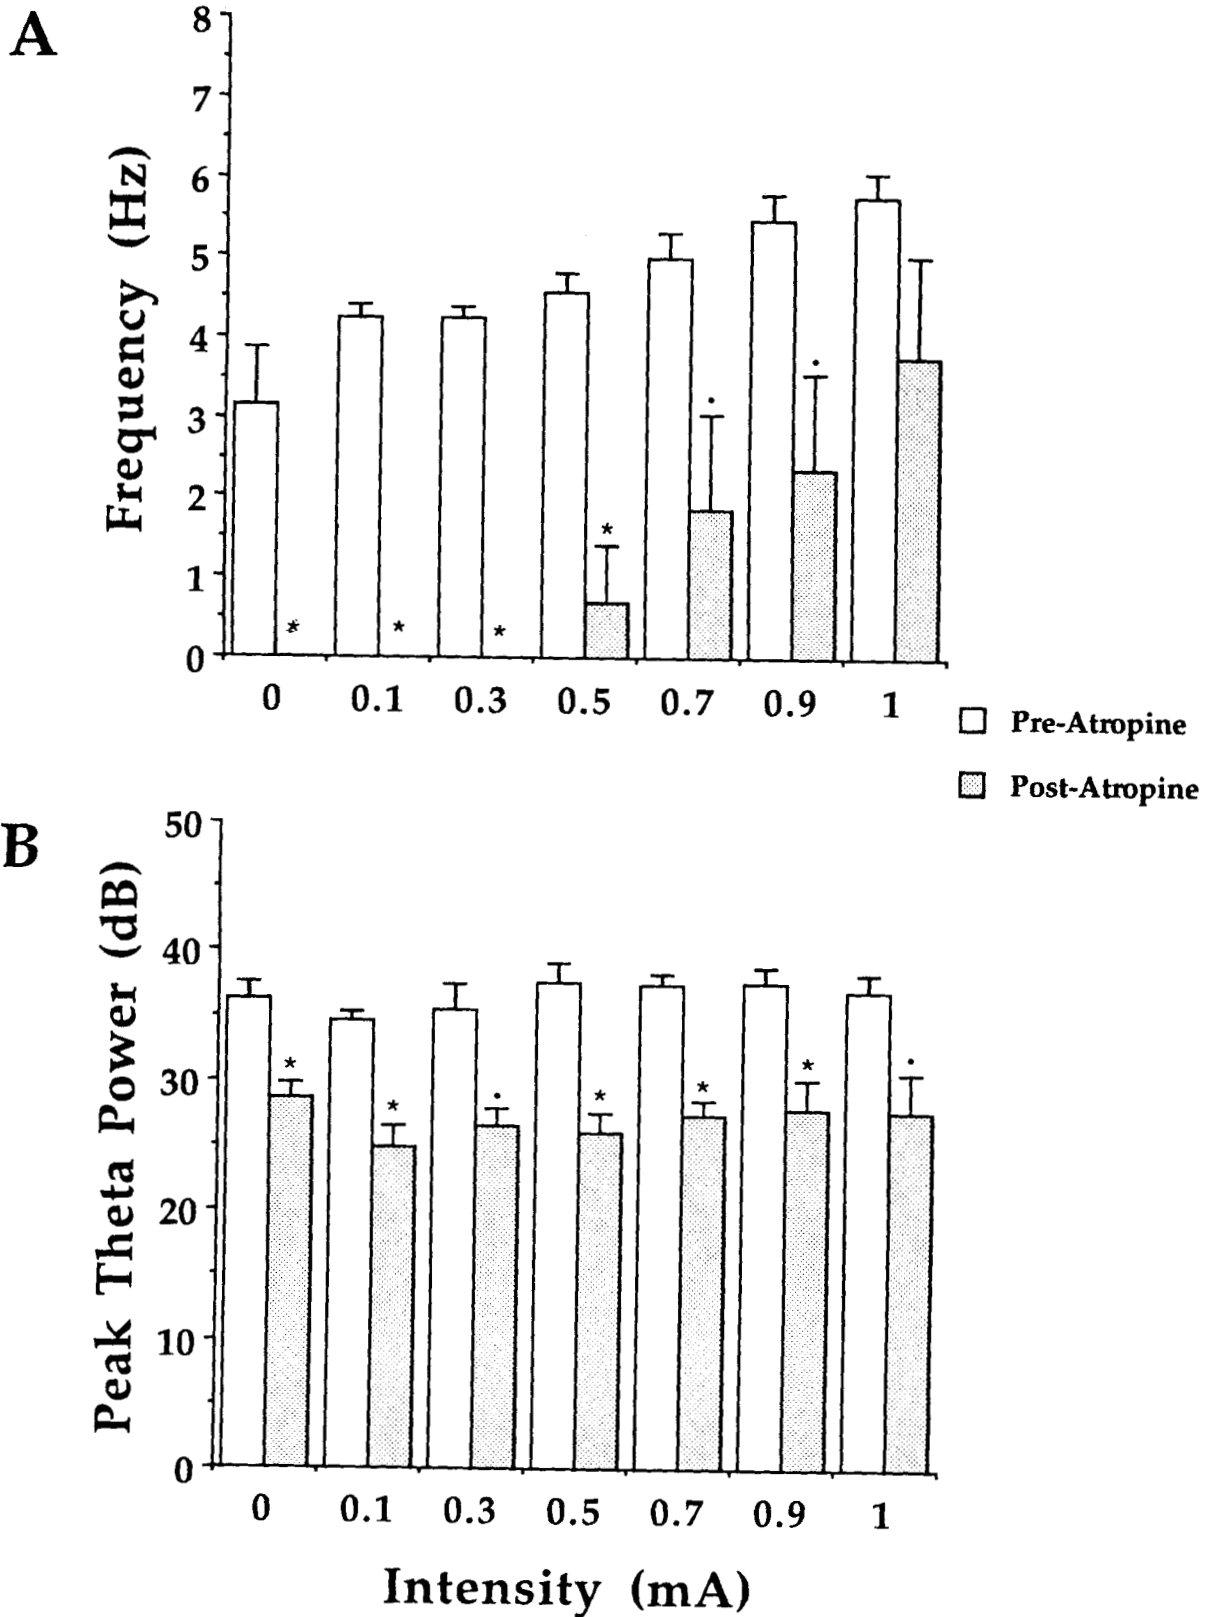 A
Frequency (Hz)
8
7
6
5
4
3
2
1
0
* * * * • •
0 0.1 0.3 0.5 0.7 0.9 1
Pre-Atropine
Post-Atropine
B
Peak Theta Power (dB)
50
40
30
20
10
0
* * • * * * •
0 0.1 0.3 0.5 0.7 0.9 1
Intensity (mA)